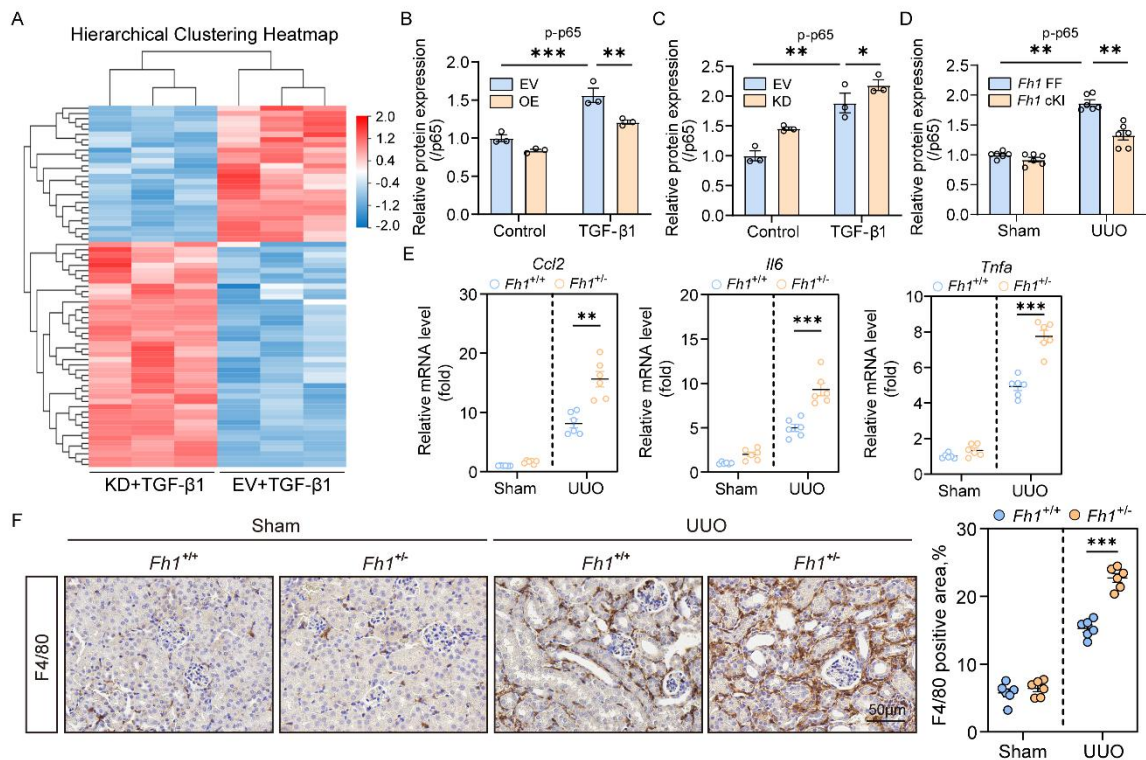 A
Hierarchical Clustering Heatmap
2.0
1.2
0.4
-0.4
-1.2
-2.0
KD+TGF-β1
EV+TGF-β1
B
p-p65
***
**
EV
OE
Relative protein expression
(/p65)
2.0
1.5
1.0
0.5
0.0
Control
TGF-β1
C
p-p65
**
*
EV
KD
Relative protein expression
(/p65)
2.5
2.0
1.5
1.0
0.5
0.0
Control
TGF-β1
D
p-p65
**
**
Fh1 FF
Fh1 cKI
Relative protein expression
(/p65)
2.5
2.0
1.5
1.0
0.5
0.0
Sham
UUO
E
Ccl2
Fh1+/+
Fh1+/-
**
Relative mRNA level
(fold)
30
20
10
0
Sham
UUO
Il6
Fh1+/+
Fh1+/-
***
Relative mRNA level
(fold)
20
15
10
5
0
Sham
UUO
Tnfa
Fh1+/+
Fh1+/-
***
Relative mRNA level
(fold)
10
8
6
4
2
0
Sham
UUO
F
Sham
UUO
Fh1+/+
Fh1+/-
Fh1+/+
Fh1+/-
F4/80
50μm
Fh1+/+
Fh1+/-
***
F4/80 positive area,%
30
20
10
0
Sham
UUO